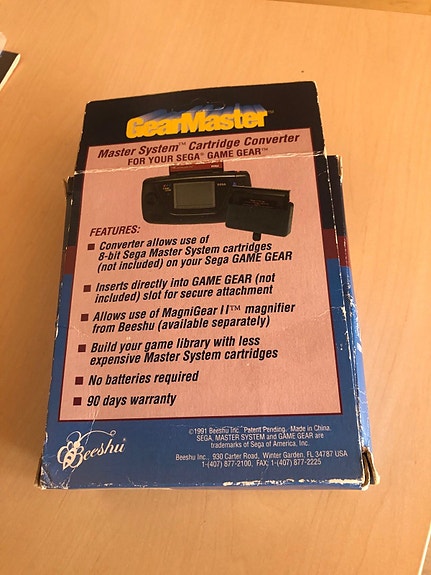 GearMaster™
Master System™ Cartridge Converter
FOR YOUR SEGA® GAME GEAR™
FEATURES:
■ Converter allows use of
8-bit Sega Master System cartridges
(not included) on your Sega GAME GEAR
■ Inserts directly into GAME GEAR (not
included) slot for secure attachment
■ Allows use of MagniGear II™ magnifier
from Beeshu (available separately)
■ Build your game library with less
expensive Master System cartridges
■ No batteries required
■ 90 days warranty
©1991 Beeshu Inc. Patent Pending. Made in China.
SEGA, MASTER SYSTEM and GAME GEAR are
trademarks of Sega of America, Inc.
Beeshu®
Beeshu Inc., 930 Carter Road, Winter Garden, FL 34787 USA
1-(407) 877-2100, FAX: 1-(407) 877-2225